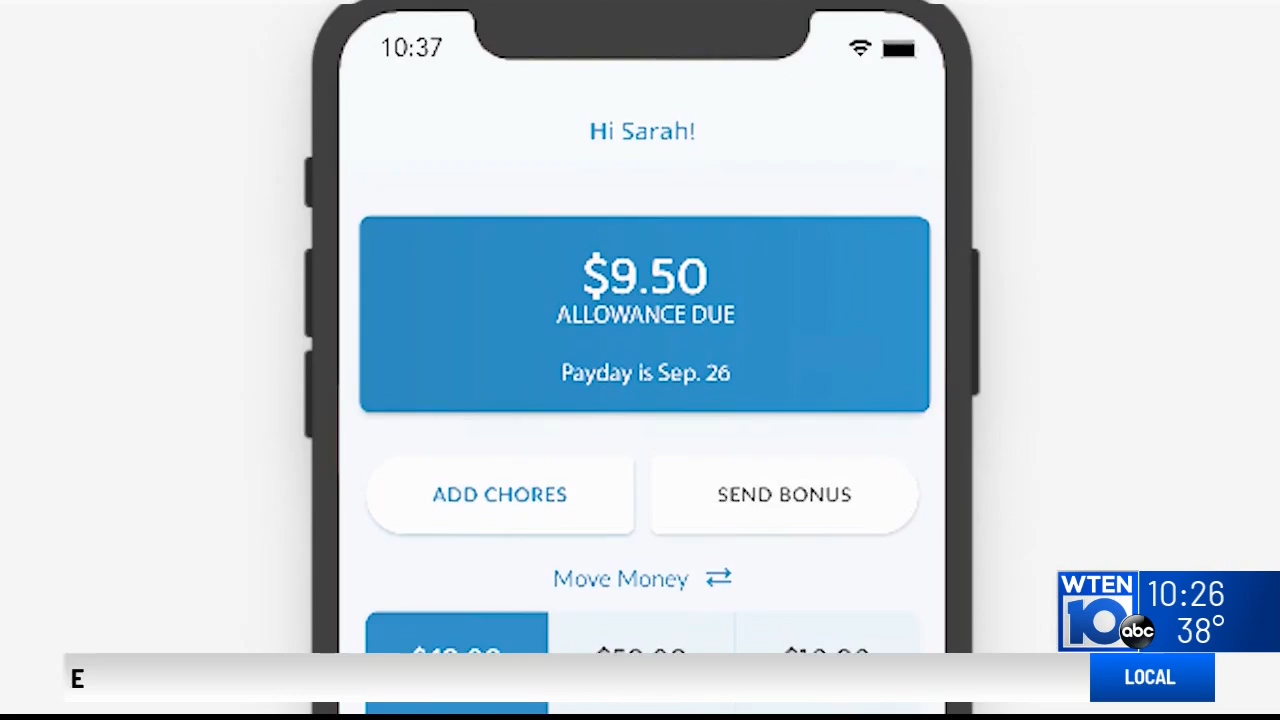 10:37
Hi Sarah!
$9.50
ALLOWANCE DUE
Payday is Sep. 26
ADD CHORES
SEND BONUS
Move Money
WTEN
10
abc
10:26
38°
E
LOCAL